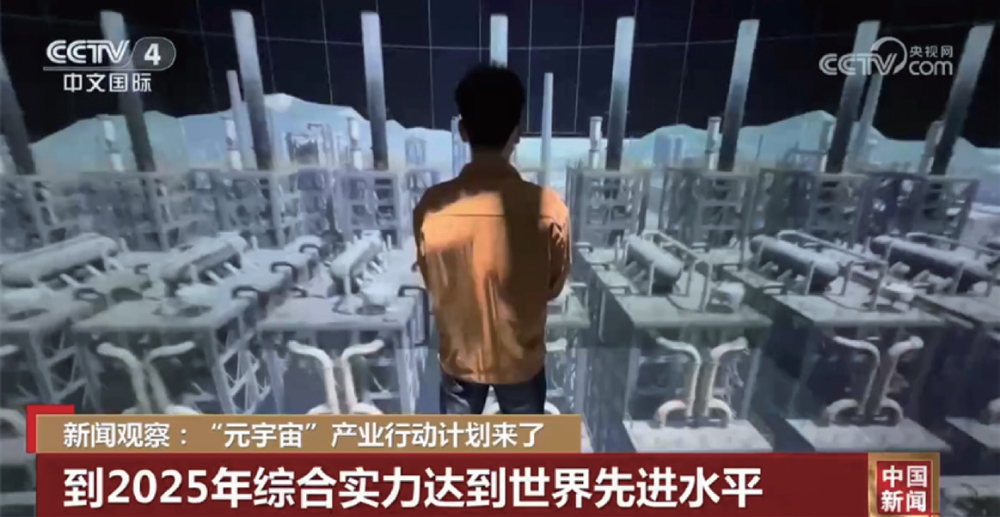 CCTV 4
中文国际
央视网
CCTV com
新闻观察：“元宇宙”产业行动计划来了
到2025年综合实力达到世界先进水平
中国
新闻